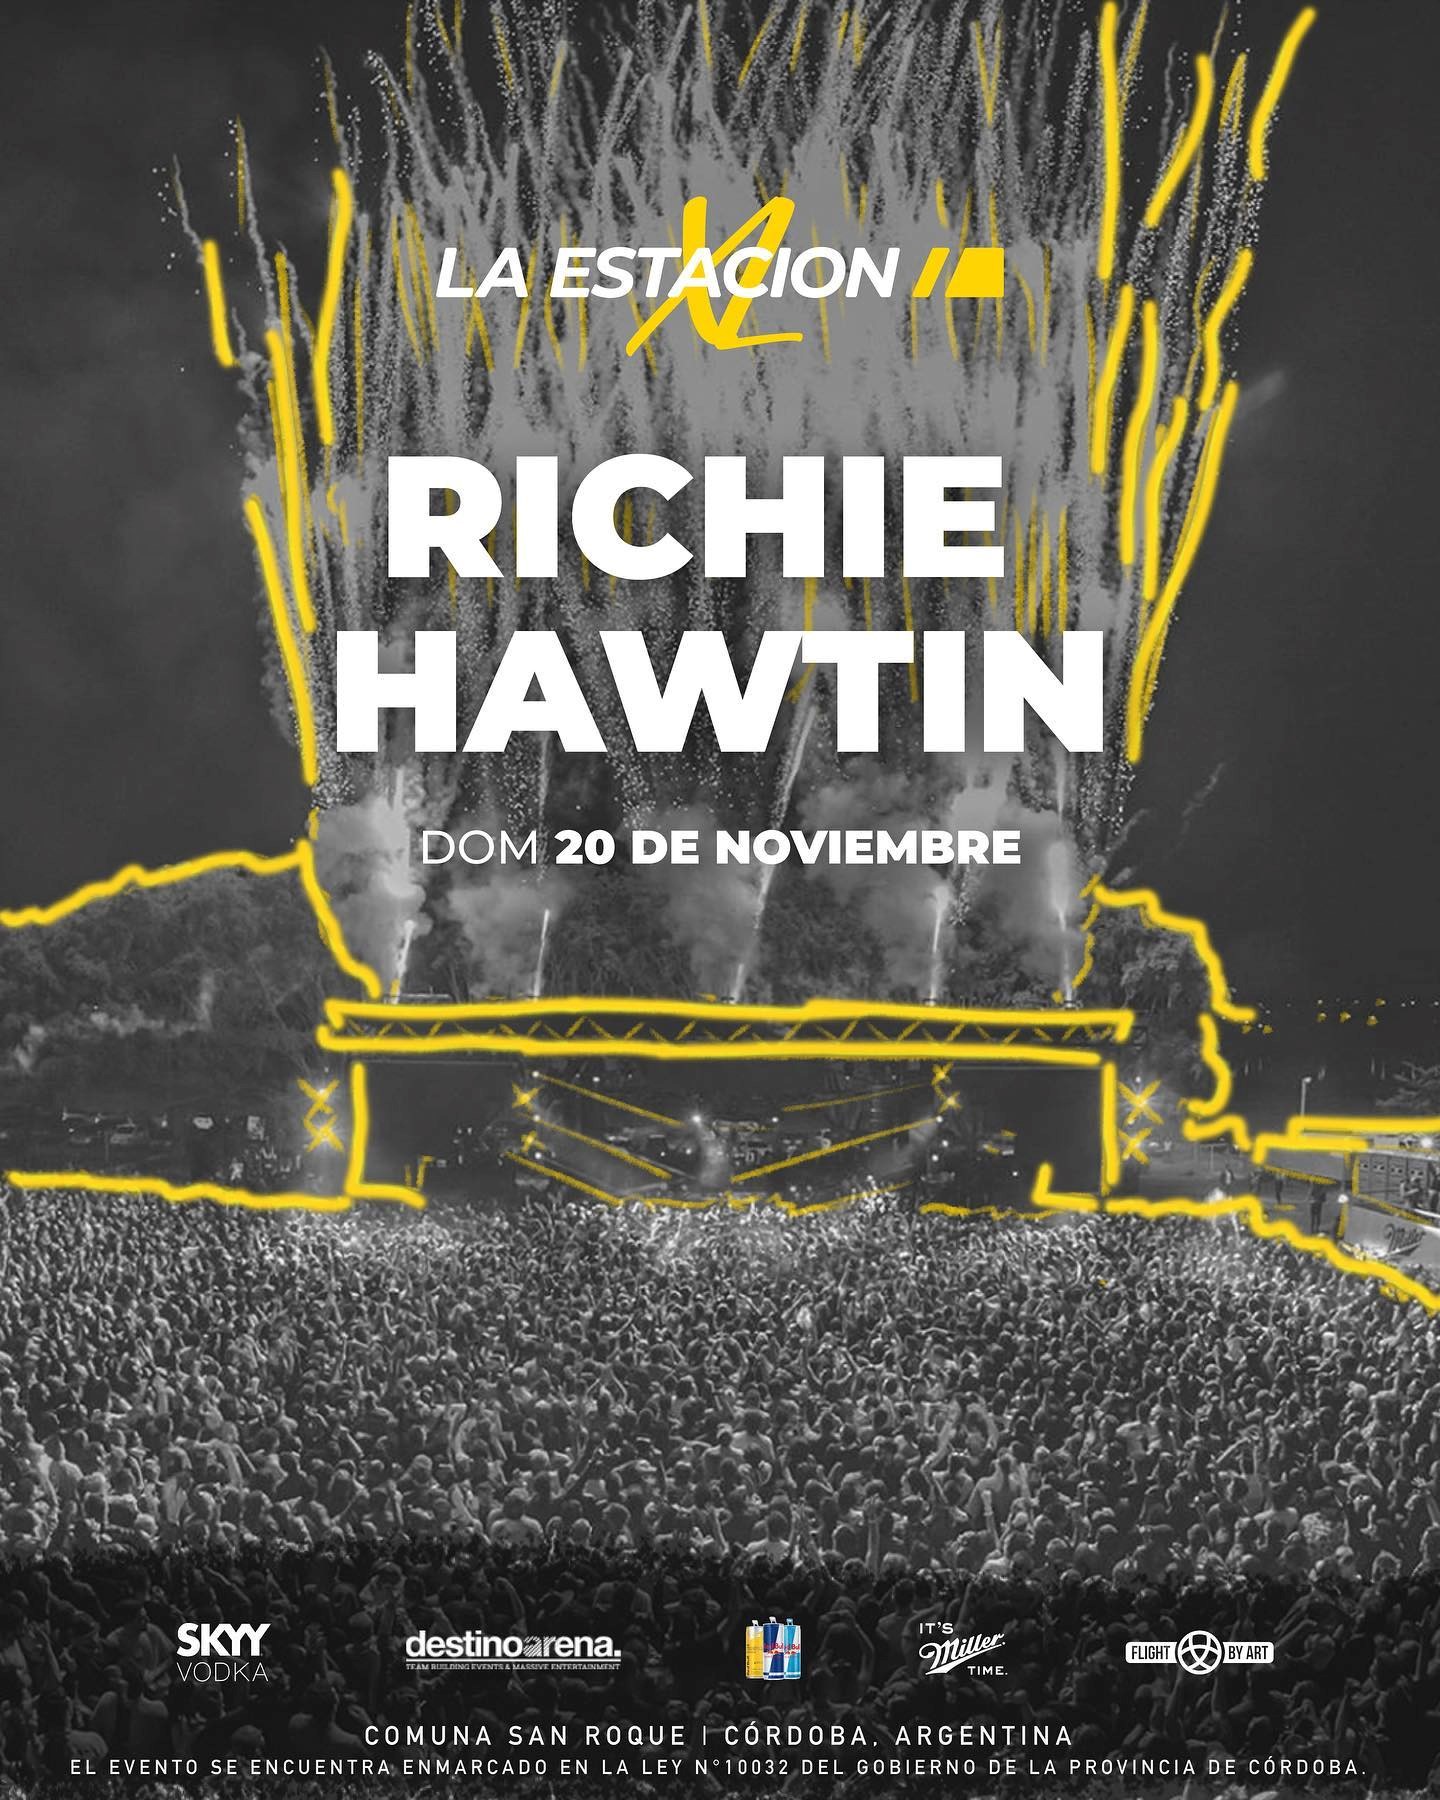 LA ESTACION
XL
RICHIE
HAWTIN
DOM 20 DE NOVIEMBRE
SKYY
VODKA
destinoarena.
TEAM BUILDING EVENTS & MASSIVE ENTERTAINMENT
IT'S
Miller
TIME.
FLIGHT BY ART
COMUNA SAN ROQUE | CÓRDOBA, ARGENTINA
EL EVENTO SE ENCUENTRA ENMARCADO EN LA LEY N°10032 DEL GOBIERNO DE LA PROVINCIA DE CÓRDOBA.